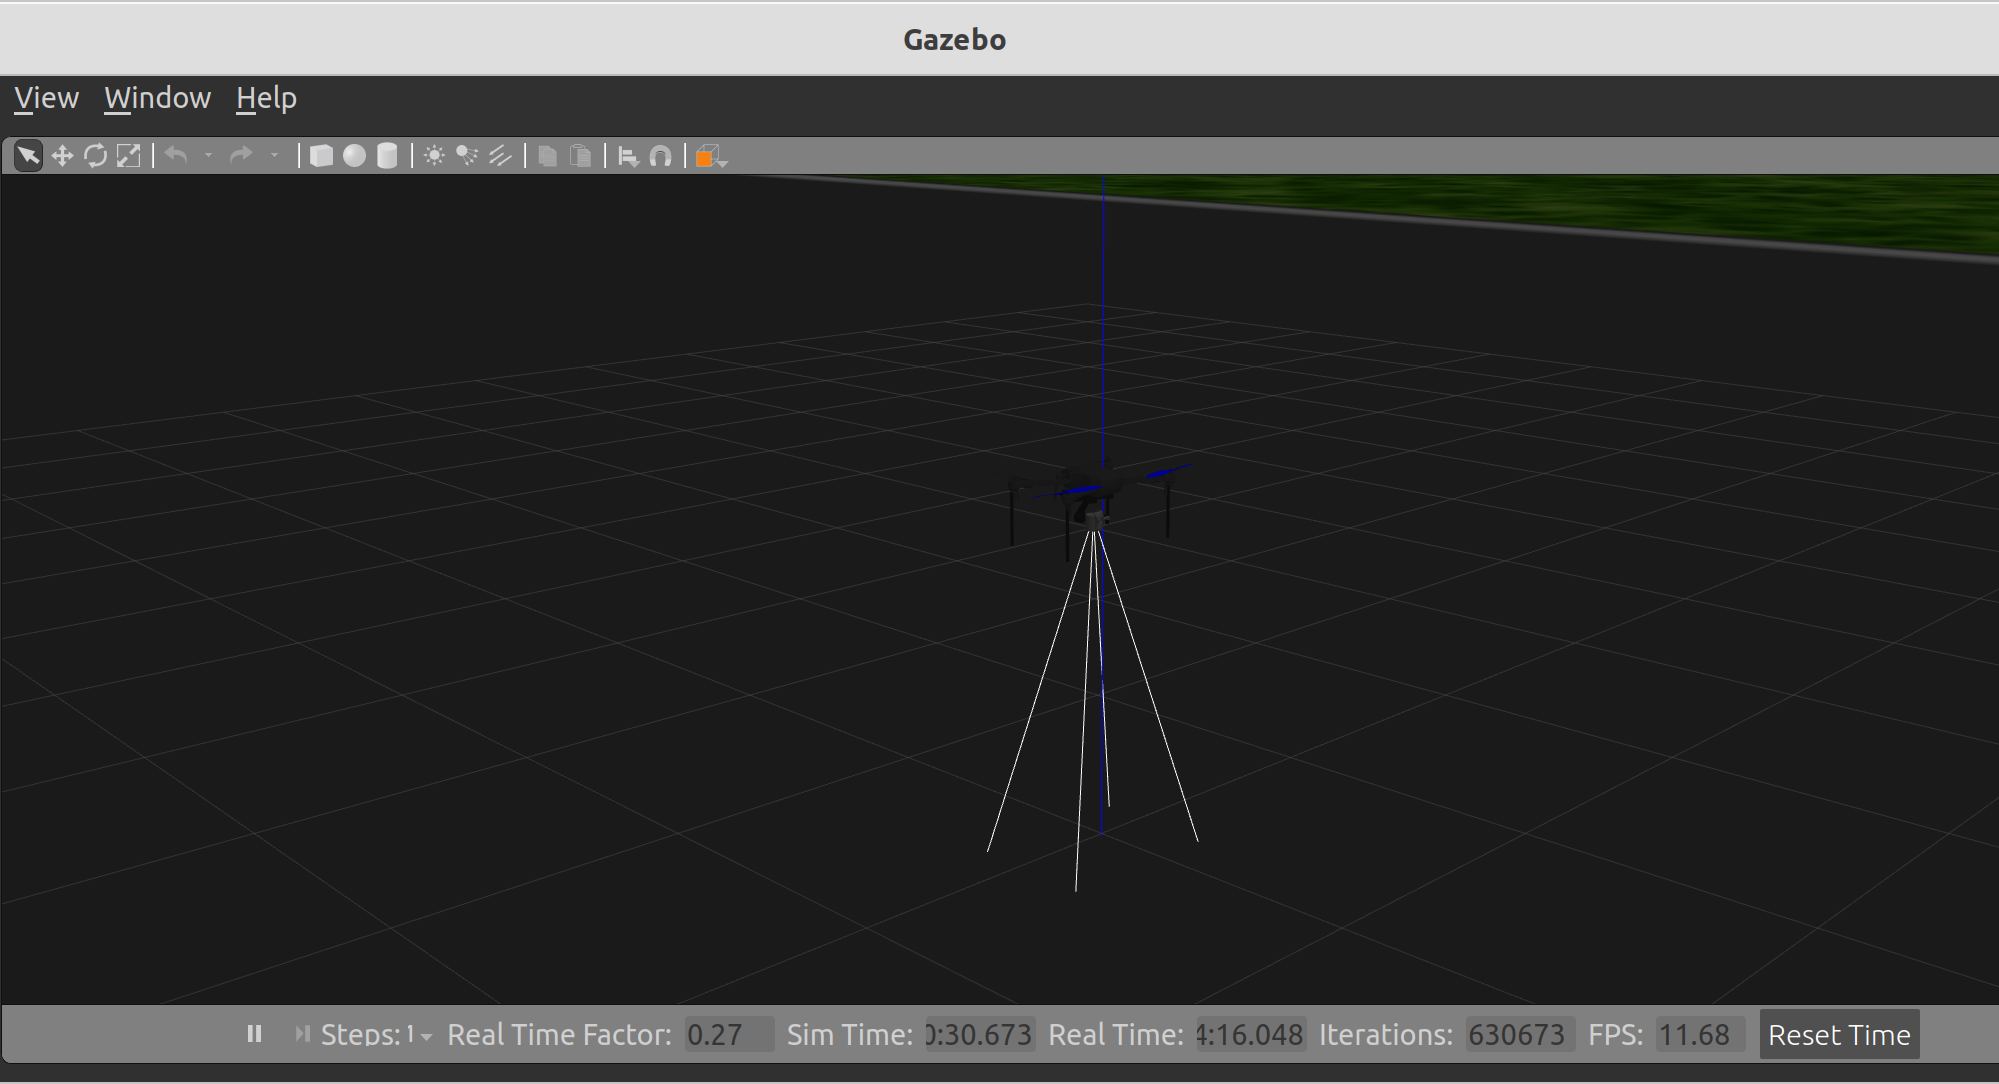 Gazebo
View Window Help
Steps: 1 Real Time Factor: 0.27 Sim Time: 0:30.673 Real Time: 4:16.048 Iterations: 630673 FPS: 11.68 Reset Time